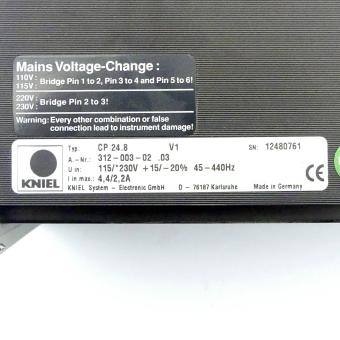 Mains Voltage-Change :
110V:
115V: Bridge Pin 1 to 2, Pin 3 to 4 and Pin 5 to 6!
220V:
230V: Bridge Pin 2 to 3!
Warning: Every other combination or false
connection lead to instrument damage!
KNIEL
Typ: CP 24.8 V1 SN: 12480761
A.-Nr.: 312-003-02 .03
U in: 115/*230V +15/-20% 45-440Hz
I in max.: 4,4/2,2A
KNIEL System - Electronic GmbH D - 76187 Karlsruhe Made in Germany
CE